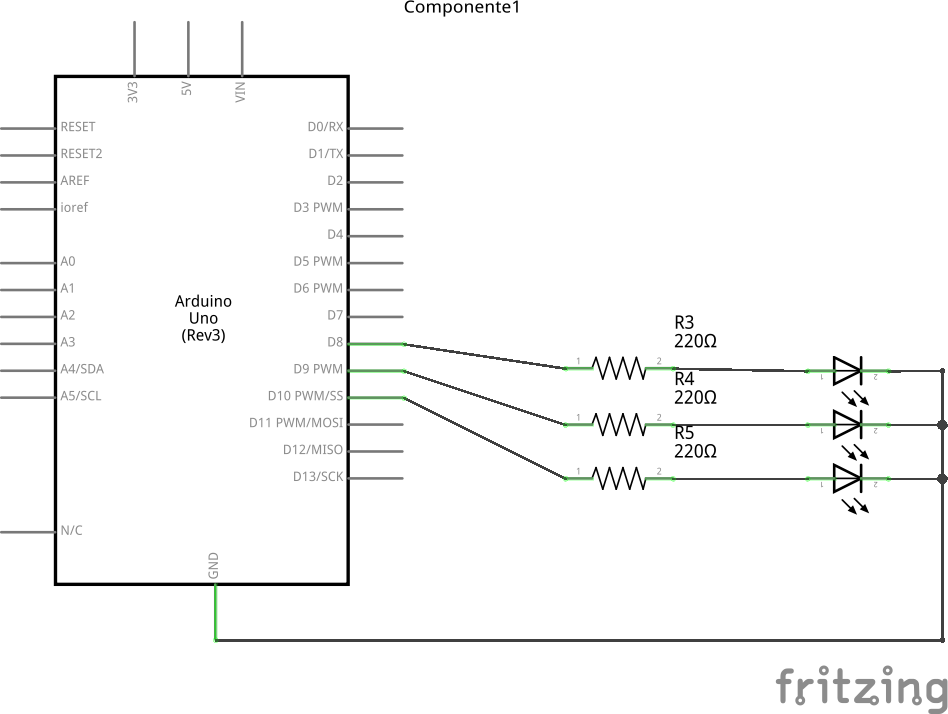 Componente1
3V3
5V
VIN
RESET
RESET2
AREF
ioref
A0
A1
A2
A3
A4/SDA
A5/SCL
N/C
Arduino
Uno
(Rev3)
D0/RX
D1/TX
D2
D3 PWM
D4
D5 PWM
D6 PWM
D7
D8
D9 PWM
D10 PWM/SS
D11 PWM/MOSI
D12/MISO
D13/SCK
GND
R3
220Ω
1
2
1
2
R4
220Ω
1
2
1
2
R5
220Ω
1
2
1
2
fritzing